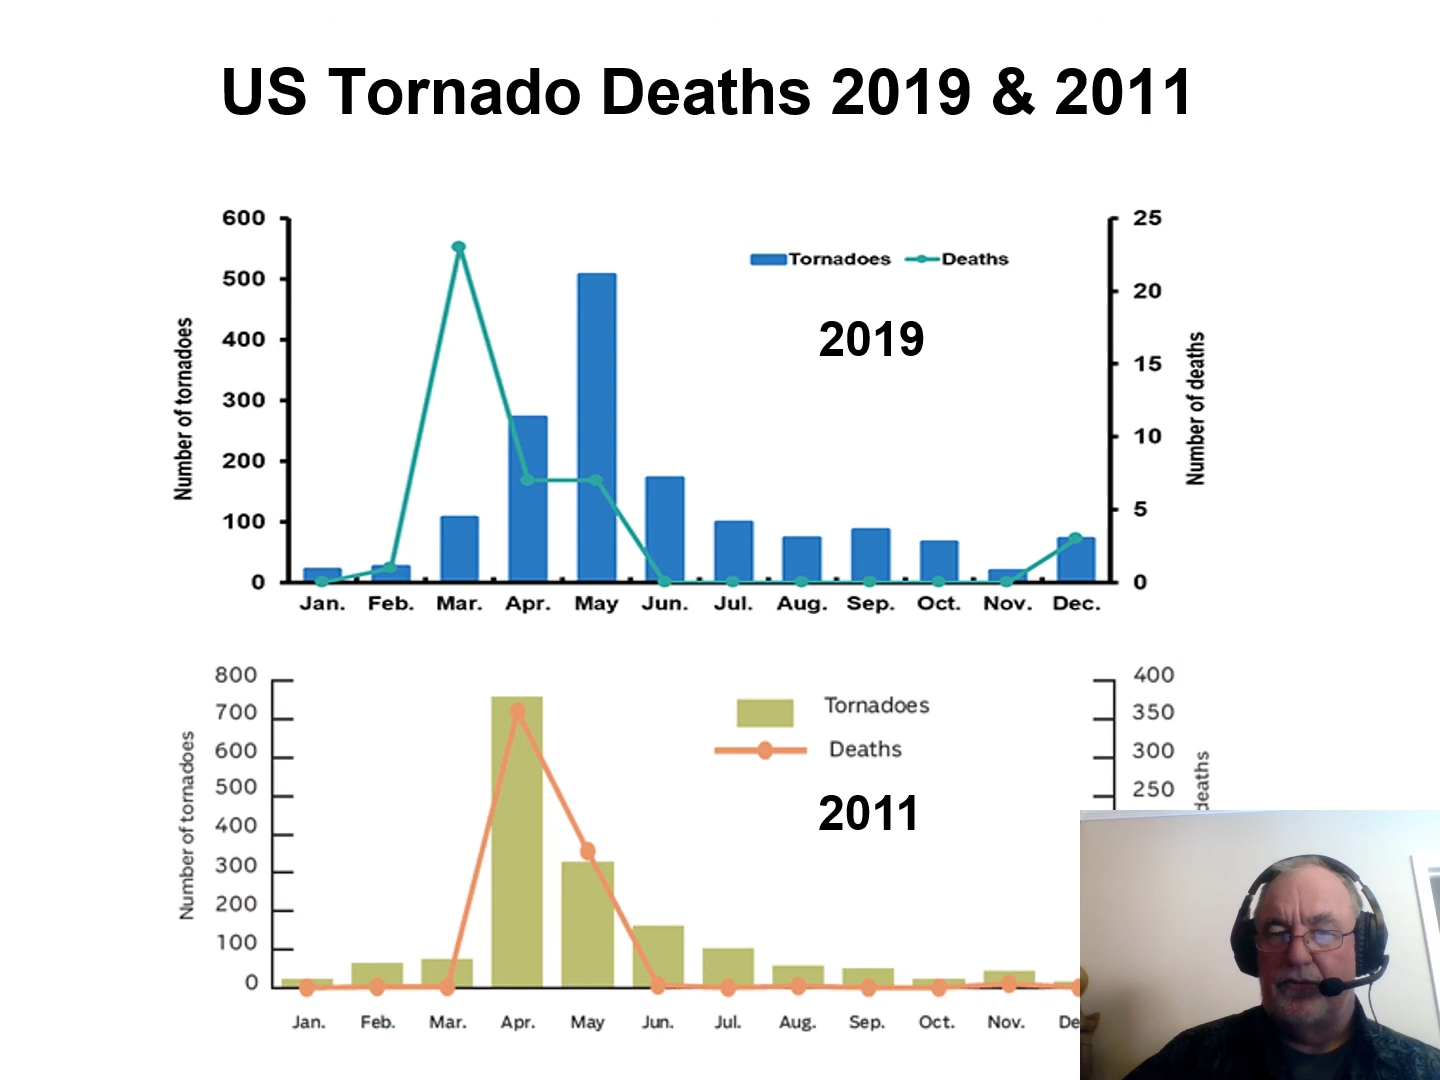 US Tornado Deaths 2019 & 2011
600
500
400
300
200
100
0
Number of tornadoes
Tornadoes
Deaths
2019
25
20
15
10
5
0
Number of deaths
Jan. Feb. Mar. Apr. May Jun. Jul. Aug. Sep. Oct. Nov. Dec.
800
700
600
500
400
300
200
100
0
Number of tornadoes
Tornadoes
Deaths
2011
400
350
300
250
deaths
Jan. Feb. Mar. Apr. May Jun. Jul. Aug. Sep. Oct. Nov. De